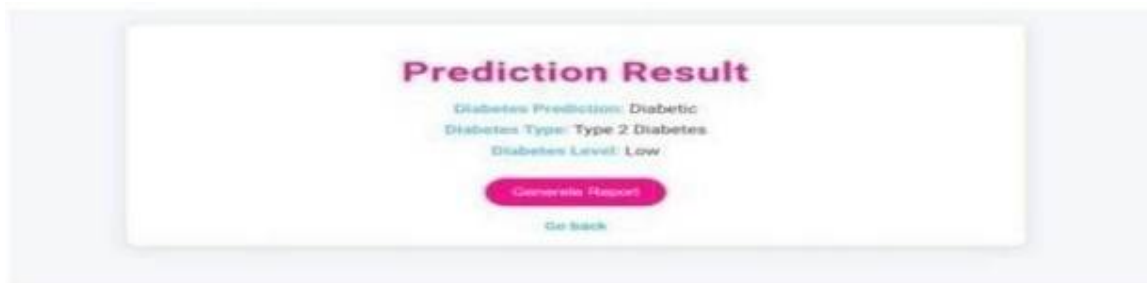 Prediction Result
Diabetes Prediction: Diabetic
Diabetes Type: Type 2 Diabetes
Diabetes Level: Low
Generate Report
Go back